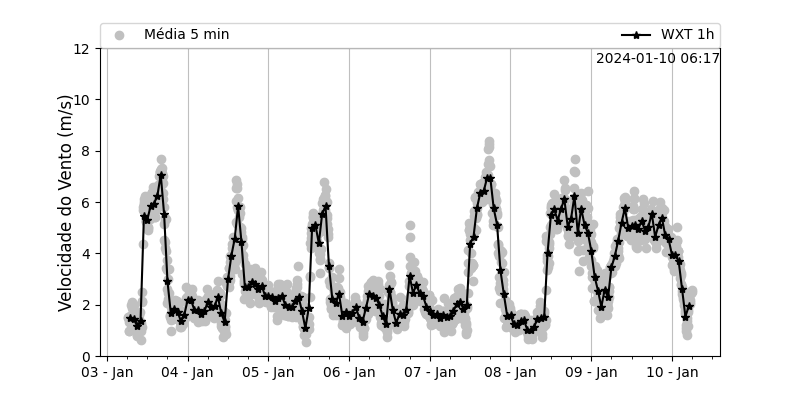 Média 5 min
WXT 1h
2024-01-10 06:17
Velocidade do Vento (m/s)
12
10
8
6
4
2
0
03 - Jan
04 - Jan
05 - Jan
06 - Jan
07 - Jan
08 - Jan
09 - Jan
10 - Jan